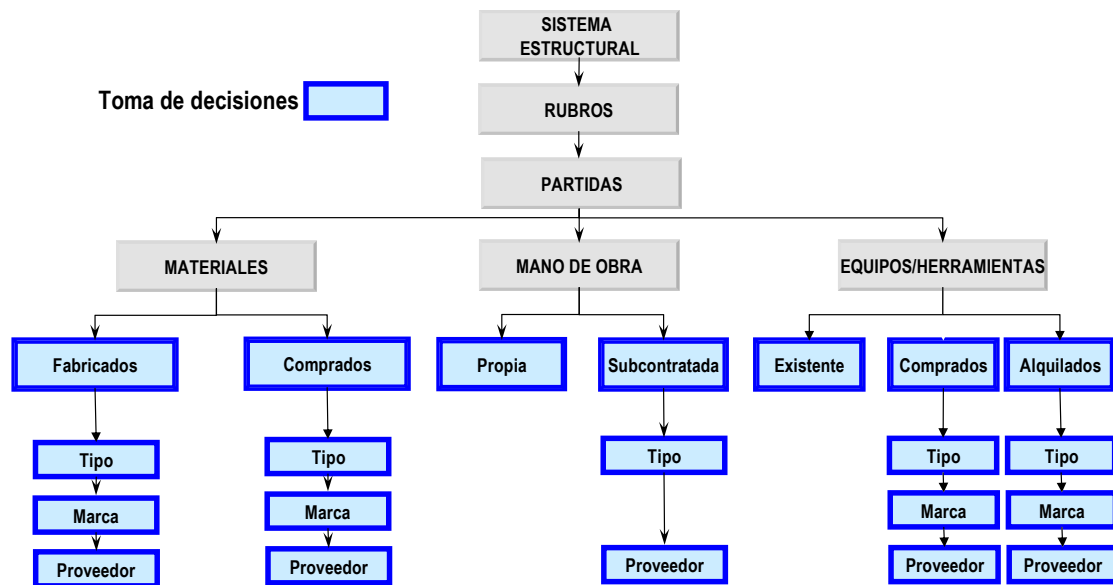 SISTEMA
ESTRUCTURAL
Toma de decisiones
RUBROS
PARTIDAS
MATERIALES
MANO DE OBRA
EQUIPOS/HERRAMIENTAS
Fabricados
Comprados
Propia
Subcontratada
Existente
Comprados
Alquilados
Tipo
Tipo
Tipo
Tipo
Tipo
Marca
Marca
Marca
Marca
Proveedor
Proveedor
Proveedor
Proveedor
Proveedor